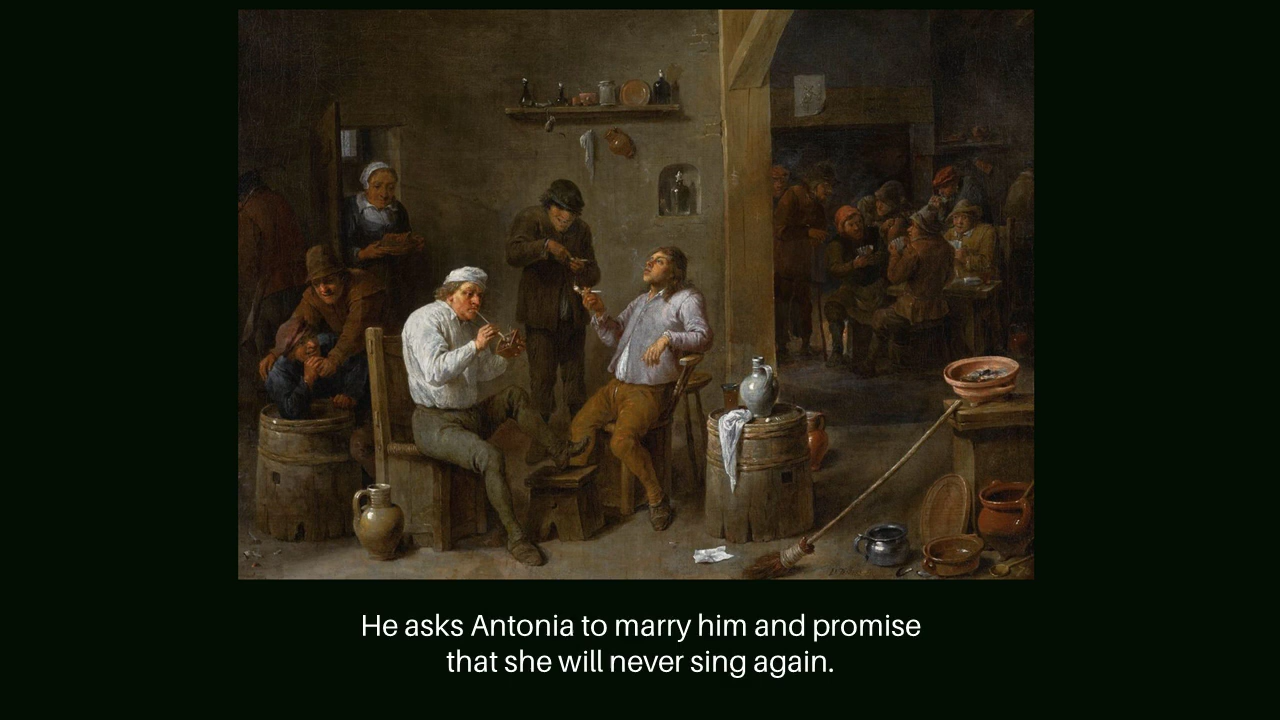 He asks Antonia to marry him and promise
that she will never sing again.